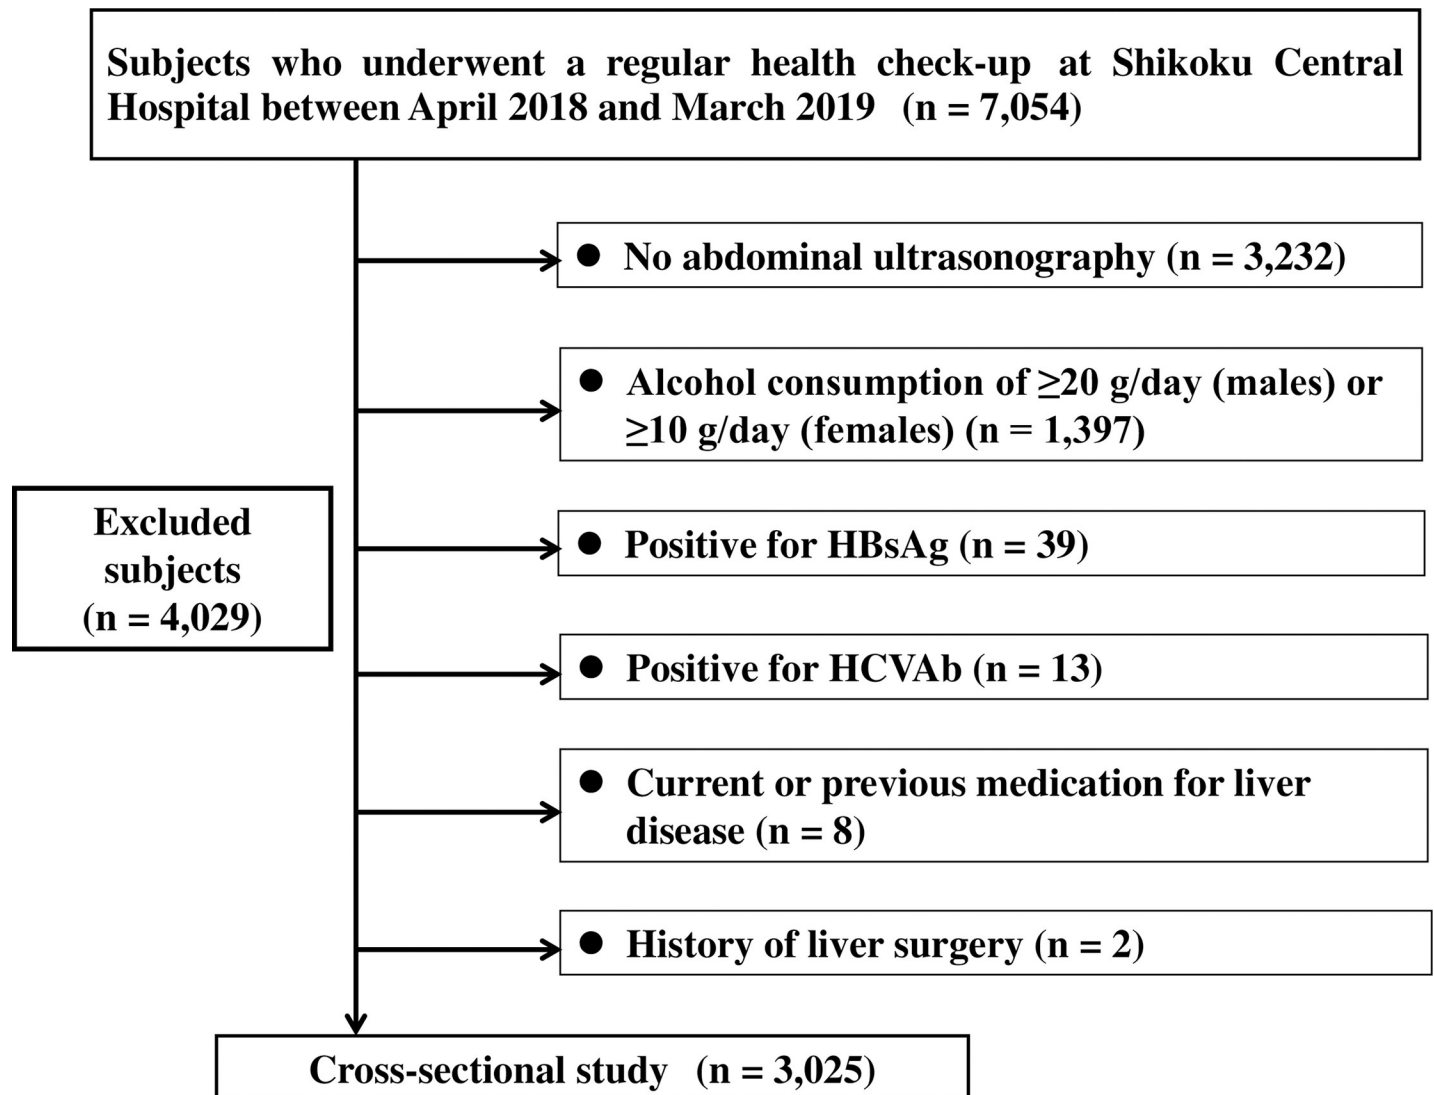 Subjects who underwent a regular health check-up at Shikoku Central
Hospital between April 2018 and March 2019 (n = 7,054)
● No abdominal ultrasonography (n = 3,232)
● Alcohol consumption of ≥20 g/day (males) or
≥10 g/day (females) (n = 1,397)
Excluded
subjects
(n = 4,029)
● Positive for HBsAg (n = 39)
● Positive for HCVAb (n = 13)
● Current or previous medication for liver
disease (n = 8)
● History of liver surgery (n = 2)
Cross-sectional study (n = 3,025)